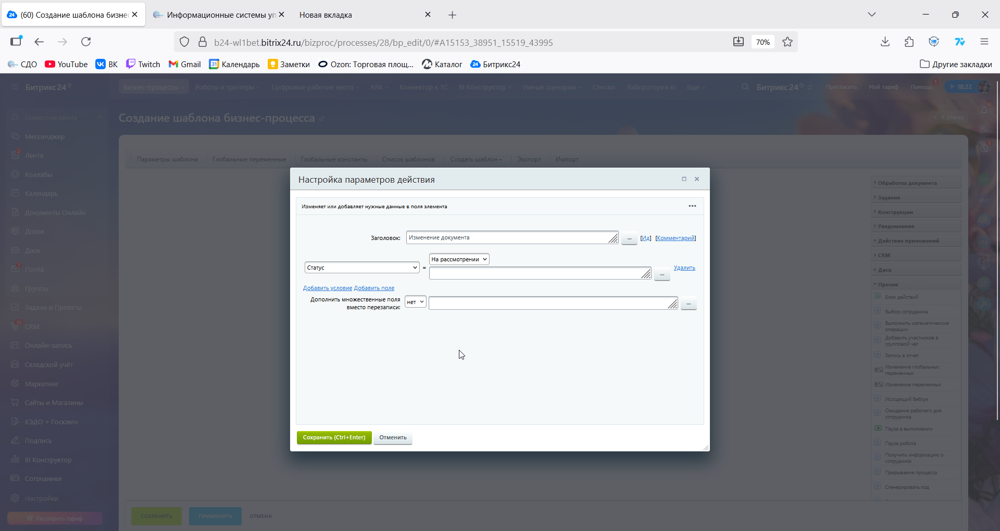 (60) Создание шаблона бизнес
Информационные системы уп
Новая вкладка
b24-wl1bet.bitrix24.ru/bizproc/processes/28/bp_edit/0/#A15153_38951_15519_43995
70%
СДО
YouTube
ВК
Twitch
Gmail
31
Календарь
Заметки
Ozon: Торговая площ...
Каталог
24
Битрикс24
Другие закладки
Битрикс24
Бизнес-процессы
Роботы и триггеры
Цифровые рабочие места
RPA
Коннектор к 1С
BI Конструктор
Умные сценарии
Списки
Лаборатория AI
Еще
Битрикс24
Пригласить
Мой тариф
Помощь
1
18:22
Совместная работа
Мессенджер
2
Лента
Коллабы
Календарь
Документы Онлайн
Доски
Диск
7
Почта
Группы
Задачи и Проекты
35
CRM
Онлайн-запись
Складской учёт
Маркетинг
Сайты и Магазины
КЭДО + Госключ
Подпись
BI Конструктор
Сотрудники
Настройки
Расширить тариф
Создание шаблона бизнес-процесса
К списку
Параметры шаблона
Глобальные переменные
Глобальные константы
Список шаблонов
Создать шаблон
Экспорт
Импорт
Настройка параметров действия
Изменяет или добавляет нужные данные в поля элемента
Заголовок:
Изменение документа
...
[Ид]
[Комментарий]
Статус
=
На рассмотрении
...
Удалить
Добавить условие Добавить поле
Дополнить множественные поля
вместо перезаписи:
нет
...
Сохранить (Ctrl+Enter)
Отменить
Обработка документа
Задания
Конструкции
Уведомления
Действия приложений
CRM
Диск
Прочее
Блок действий
Выбор сотрудника
Выполнить математические
операции
Добавить участников в
групповой чат
Запись в отчет
Изменение глобальных
переменных
Изменение переменных
Исходящий Вебхук
Ожидание рабочего дня
сотрудника
Пауза в выполнении
Пауза робота
Получить информацию о
сотруднике
Прерывание процесса
Сгенерировать код
СОХРАНИТЬ
ПРИМЕНИТЬ
ОТМЕНА